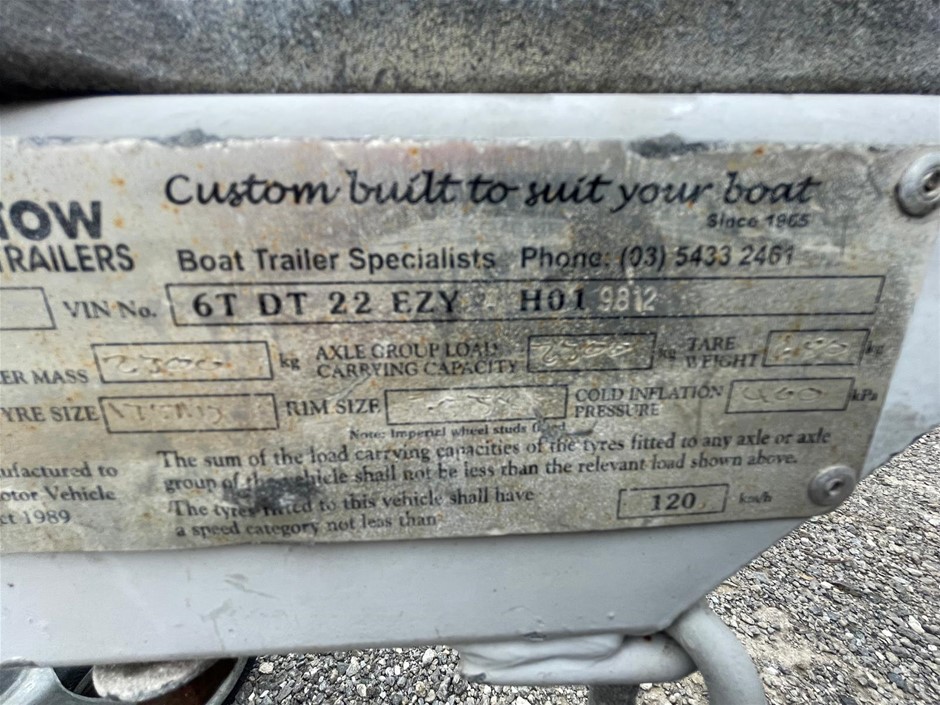 Custom built to suit your boat
Since 1965
TOW
TRAILERS
Boat Trailer Specialists Phone: (03) 5433 2461
VIN No. 6T DT 22 EZY H01 9812
ER MASS 2300 kg AXLE GROUP LOAD CARRYING CAPACITY 2300 kg TARE WEIGHT kg
YRE SIZE RIM SIZE COLD INFLATION PRESSURE kPa
Note: Imperial wheel studs
ufactured to
otor Vehicle
ct 1989
The sum of the load carrying capacities of the tyres fitted to any axle or axle
group of the vehicle shall not be less than the relevant load shown above.
The tyres fitted to this vehicle shall have
a speed category not less than
120 km/h